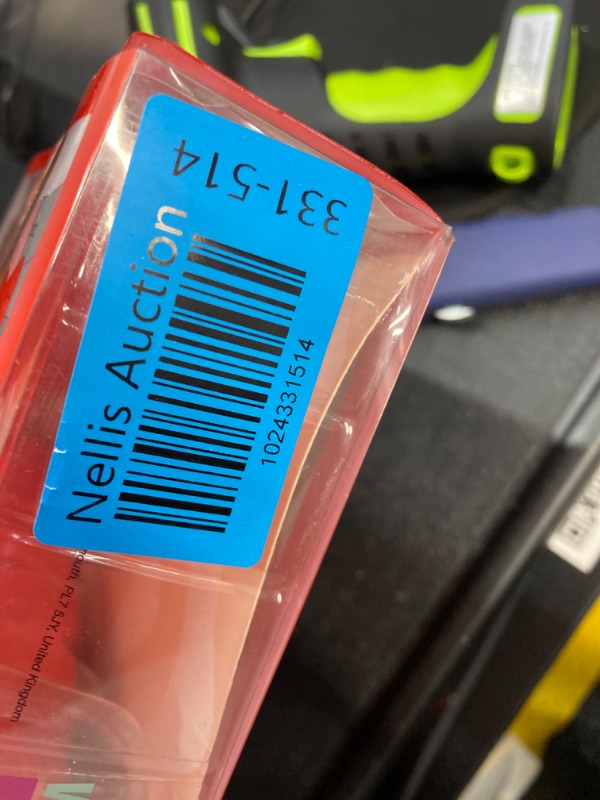 Nellis Auction
1024331514
331-514
outh, PL7 5JY, United Kingdom